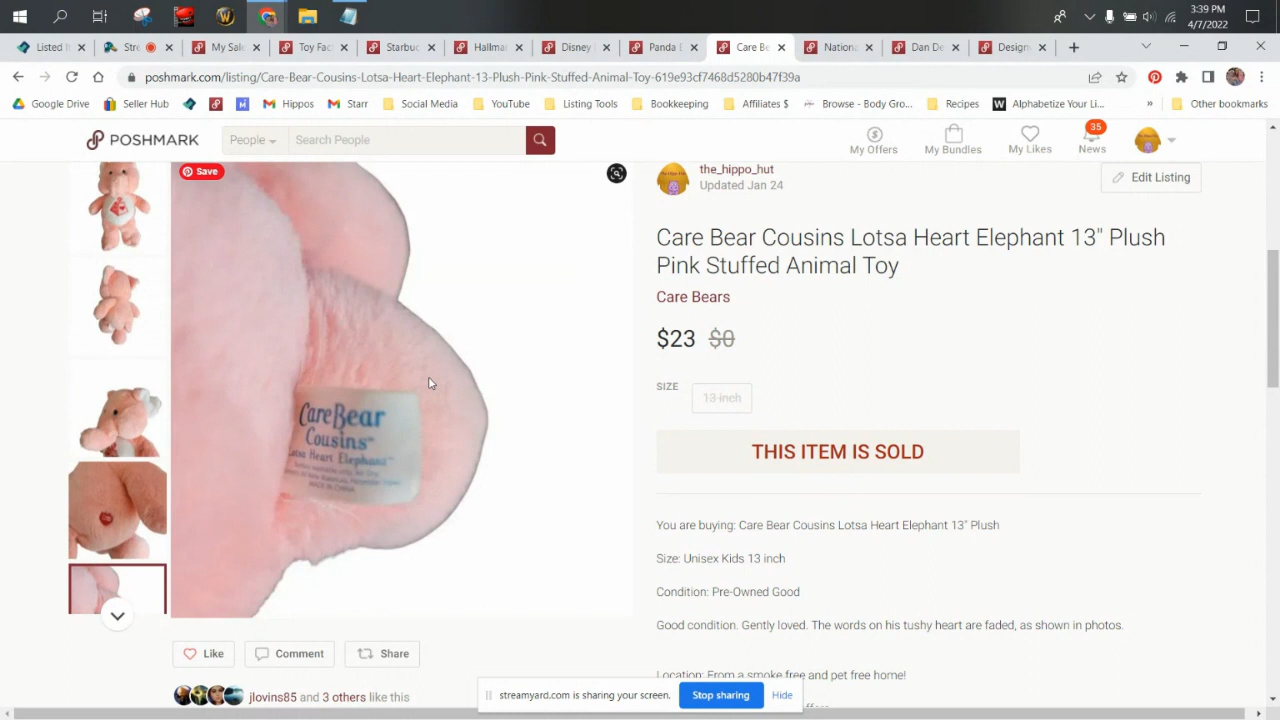 3:39 PM
4/7/2022
Listed I
Stre
My Sale
Toy Fac
Starbuc
Hallma
Disney
Panda E
Care Be
Nationa
Dan De
Design
poshmark.com/listing/Care-Bear-Cousins-Lotsa-Heart-Elephant-13-Plush-Pink-Stuffed-Animal-Toy-619e93cf7468d5280b47f39a
Google Drive Seller Hub Hippos Starr Social Media YouTube Listing Tools Bookkeeping Affiliates $ Browse - Body Gro... Recipes Alphabetize Your Li... » Other bookmarks
POSHMARK People Search People My Offers My Bundles My Likes 35 News
Save
the_hippo_hut
Updated Jan 24
Edit Listing
Care Bear Cousins Lotsa Heart Elephant 13" Plush
Pink Stuffed Animal Toy
Care Bears
$23 $0
SIZE 13 inch
THIS ITEM IS SOLD
You are buying: Care Bear Cousins Lotsa Heart Elephant 13" Plush
Size: Unisex Kids 13 inch
Condition: Pre-Owned Good
Good condition. Gently loved. The words on his tushy heart are faded, as shown in photos.
Location: From a smoke free and pet free home!
Care Bear
Cousins™
Lotsa Heart Elephant™
MADE IN CHINA
Like Comment Share
jlovins85 and 3 others like this
streamyard.com is sharing your screen. Stop sharing Hide